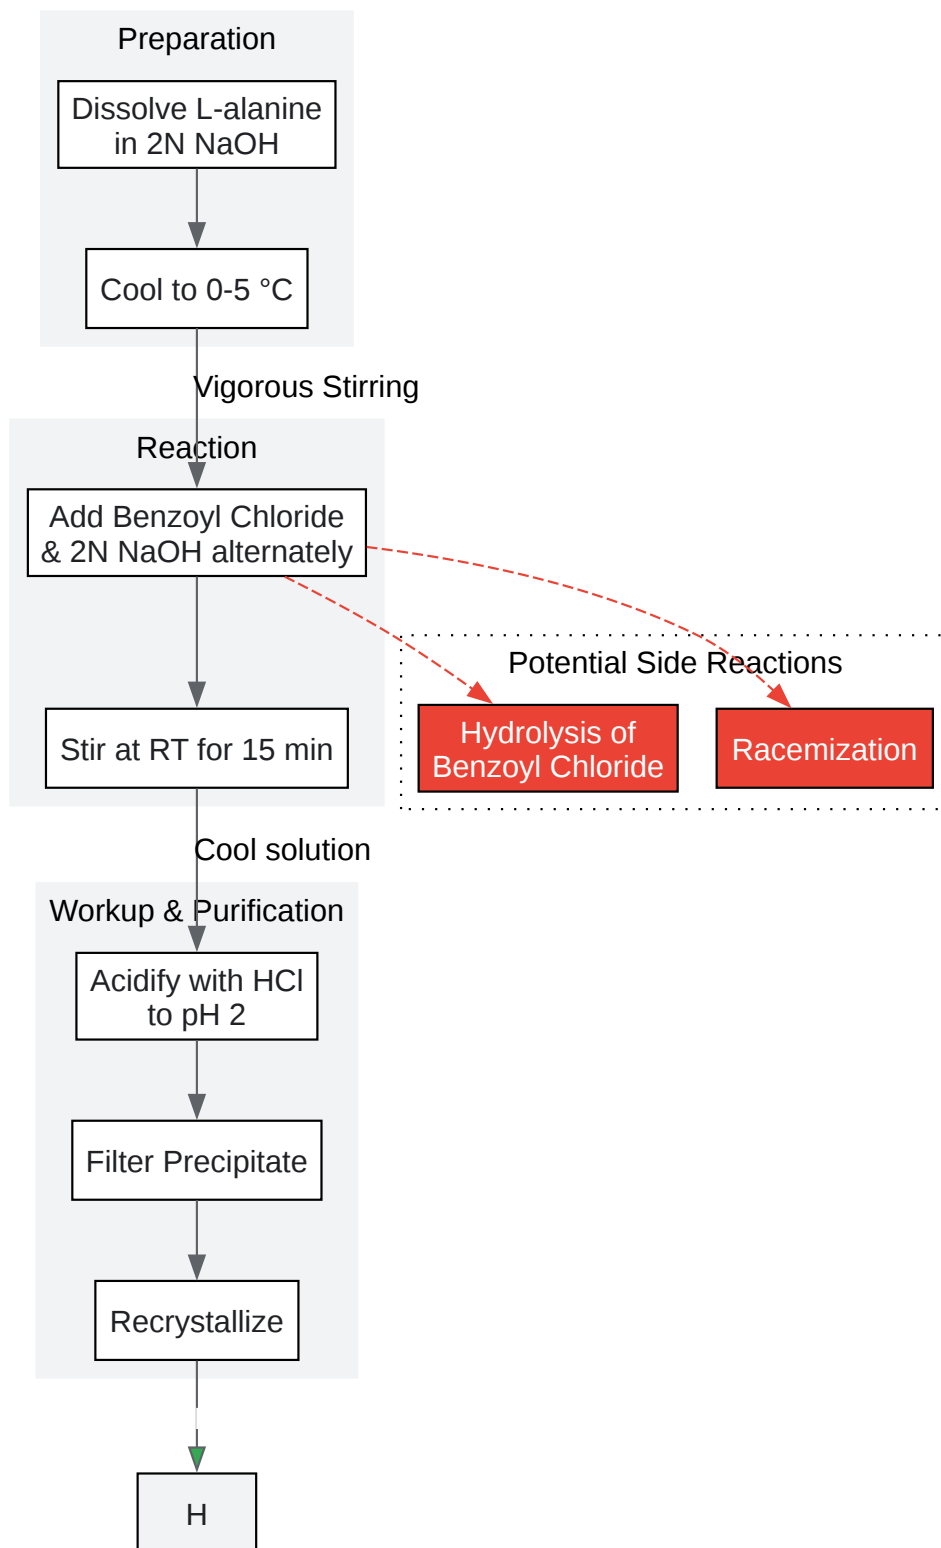 Preparation
Dissolve L-alanine
in 2N NaOH
Cool to 0-5 °C
Vigorous Stirring
Reaction
Add Benzoyl Chloride
& 2N NaOH alternately
Potential Side Reactions
Hydrolysis of
Benzoyl Chloride
Racemization
Stir at RT for 15 min
Cool solution
Workup & Purification
Acidify with HCl
to pH 2
Filter Precipitate
Recrystallize
H